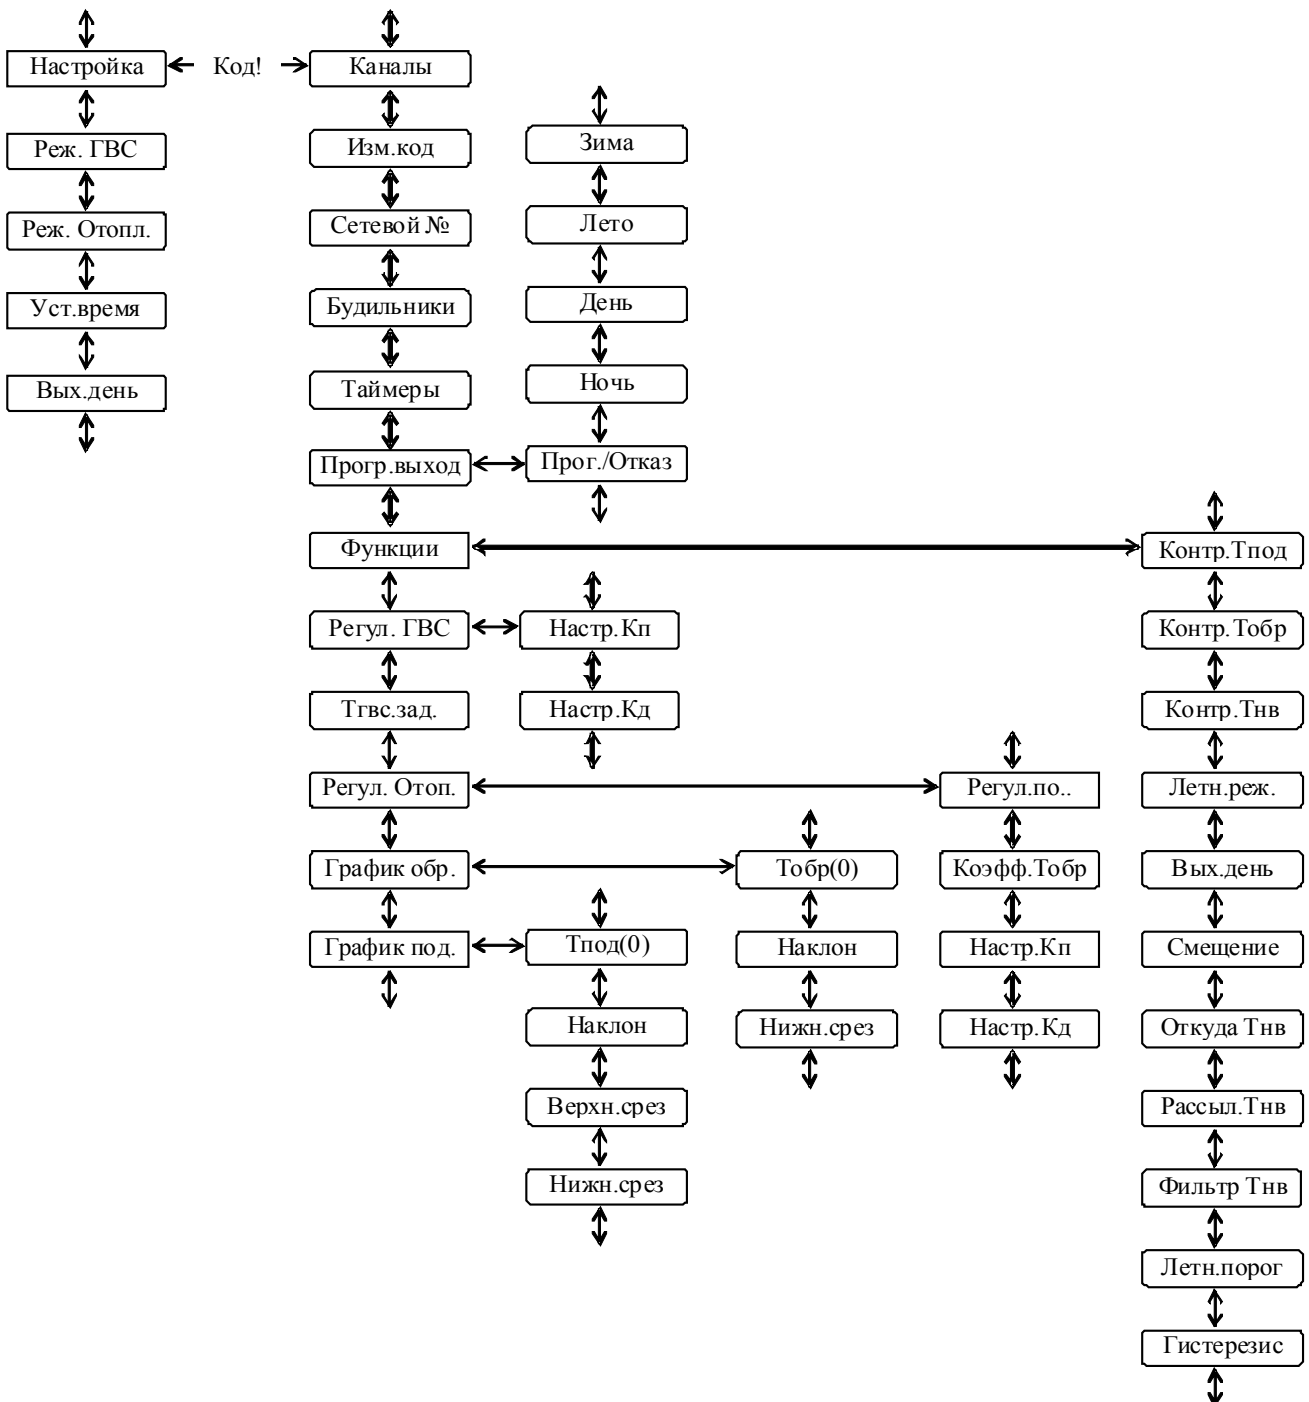 Настройка
Код!
Каналы
Реж. ГВС
Изм.код
Зима
Реж. Отопл.
Сетевой №
Лето
Уст.время
Будильники
День
Вых.день
Таймеры
Ночь
Прогр.выход
Прог./Отказ
Функции
Контр.Тпод
Регул. ГВС
Настр.Кп
Контр.Тобр
Тгвс.зад.
Настр.Кд
Контр.Тнв
Регул. Отоп.
Регул.по..
Летн.реж.
График обр.
Тобр(0)
Коэфф.Тобр
Вых.день
График под.
Тпод(0)
Наклон
Настр.Кп
Смещение
Наклон
Нижн.срез
Настр.Кд
Откуда Тнв
Верхн.срез
Рассыл.Тнв
Нижн.срез
Фильтр Тнв
Летн.порог
Гистерезис